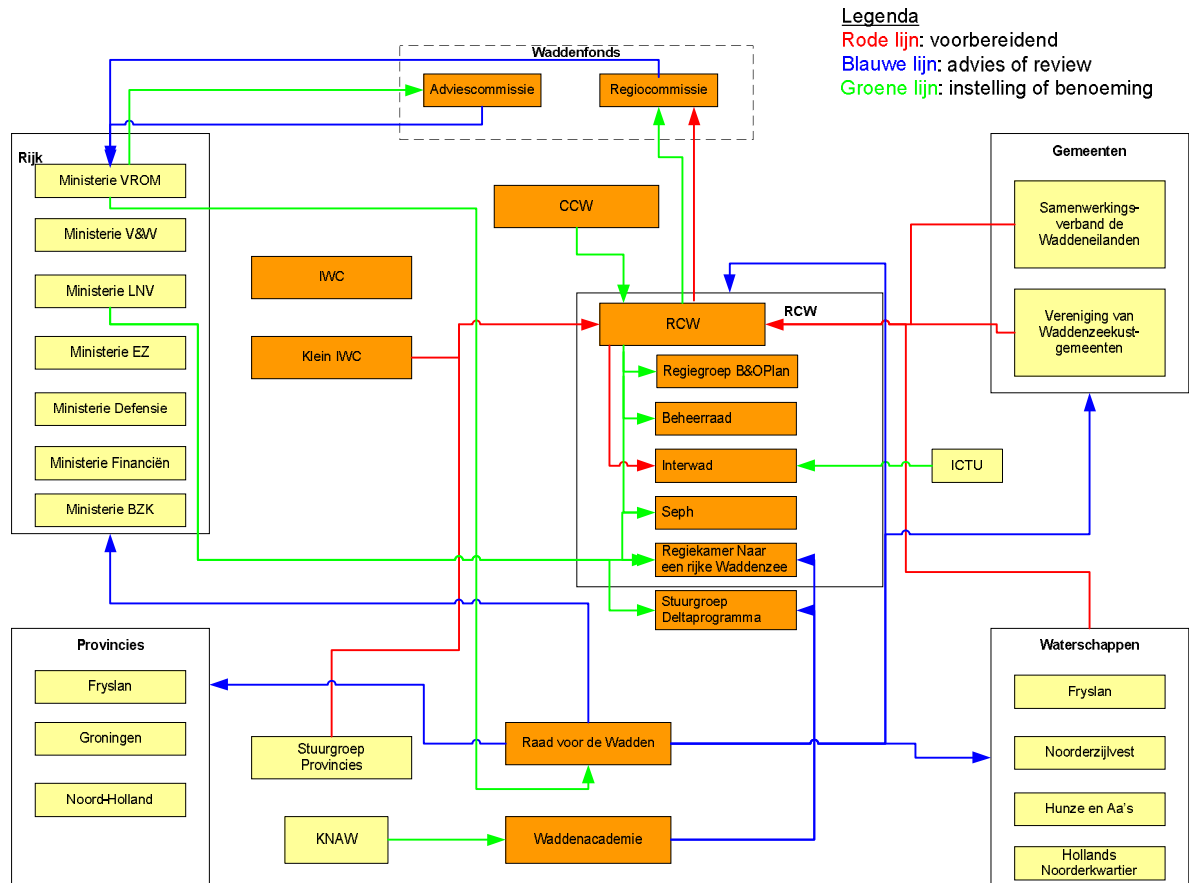 Legenda
Rode lijn: voorbereidend
Blauwe lijn: advies of review
Groene lijn: instelling of benoeming
Waddenfonds
Adviescommissie
Regiocommissie
Rijk
Ministerie VROM
Ministerie V&W
Ministerie LNV
Ministerie EZ
Ministerie Defensie
Ministerie Financiën
Ministerie BZK
CCW
IWC
Klein IWC
RCW
RCW
Regiegroep B&OPlan
Beheerraad
Interwad
Seph
Regiekamer Naar
een rijke Waddenzee
Stuurgroep
Deltaprogramma
Gemeenten
Samenwerkings-
verband de
Waddeneilanden
Vereniging van
Waddenzeekust-
gemeenten
ICTU
Provincies
Fryslan
Groningen
Noord-Holland
Stuurgroep
Provincies
Raad voor de Wadden
KNAW
Waddenacademie
Waterschappen
Fryslan
Noorderzijlvest
Hunze en Aa's
Hollands
Noorderkwartier